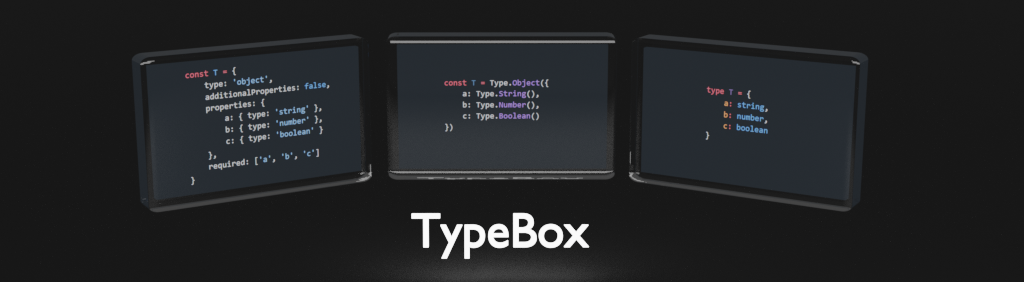 const T = {
type: 'object',
additionalProperties: false,
properties: {
a: { type: 'string' },
b: { type: 'number' },
c: { type: 'boolean' }
},
required: ['a', 'b', 'c']
}
const T = Type.Object({
a: Type.String(),
b: Type.Number(),
c: Type.Boolean()
})
type T = {
a: string,
b: number,
c: boolean
}
TypeBox